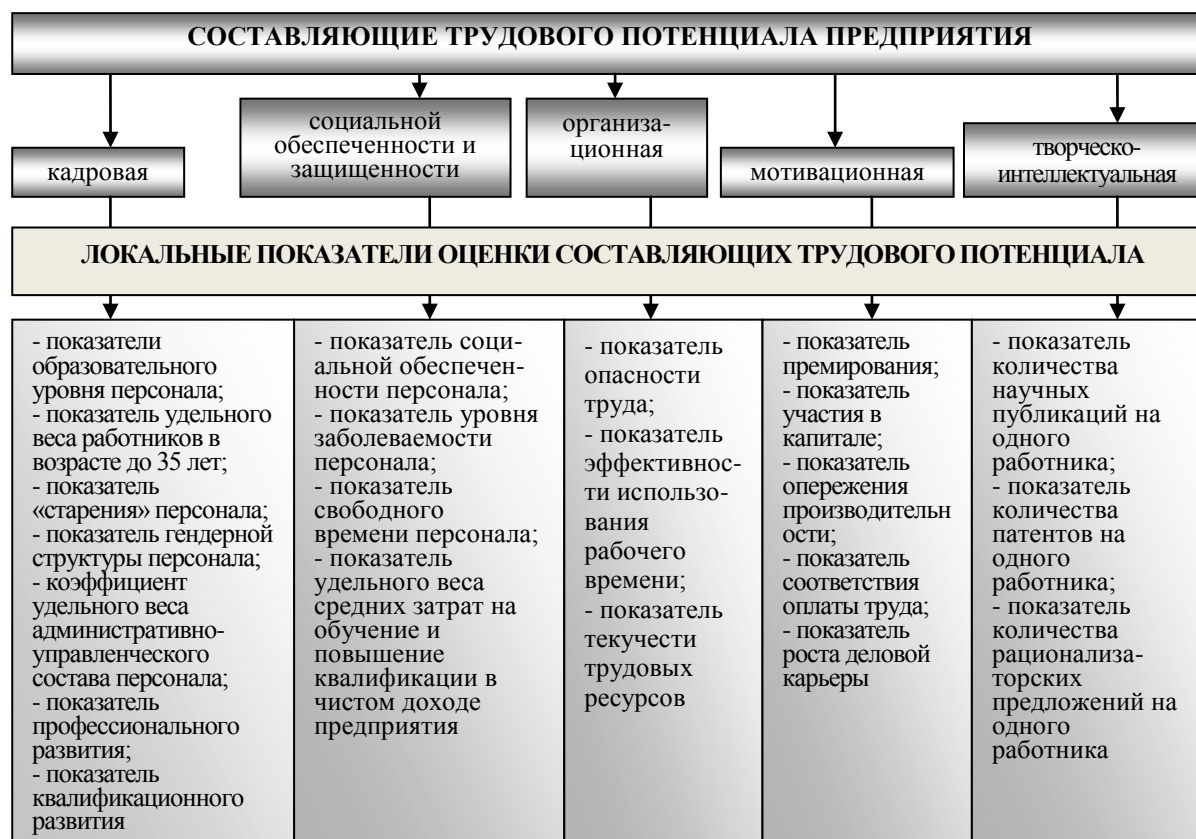 СОСТАВЛЯЮЩИЕ ТРУДОВОГО ПОТЕНЦИАЛА ПРЕДПРИЯТИЯ
кадровая
социальной
обеспеченности и
защищенности
организа-
ционная
мотивационная
творческо-
интеллектуальная
ЛОКАЛЬНЫЕ ПОКАЗАТЕЛИ ОЦЕНКИ СОСТАВЛЯЮЩИХ ТРУДОВОГО ПОТЕНЦИАЛА
- показатели
образовательного
уровня персонала;
- показатель удельного
веса работников в
возрасте до 35 лет;
- показатель
«старения» персонала;
- показатель гендерной
структуры персонала;
- коэффициент
удельного веса
административно-
управленческого
состава персонала;
- показатель
профессионального
развития;
- показатель
квалификационного
развития
- показатель соци-
альной обеспечен-
ности персонала;
- показатель уровня
заболеваемости
персонала;
- показатель
свободного
времени персонала;
- показатель
удельного веса
средних затрат на
обучение и
повышение
квалификации в
чистом доходе
предприятия
- показатель
опасности
труда;
- показатель
эффективнос-
ти использо-
вания
рабочего
времени;
- показатель
текучести
трудовых
ресурсов
- показатель
премирования;
- показатель
участия в
капитале;
- показатель
опережения
производительн
ости;
- показатель
соответствия
оплаты труда;
- показатель
роста деловой
карьеры
- показатель
количества
научных
публикаций на
одного
работника;
- показатель
количества
патентов на
одного
работника;
- показатель
количества
рационализа-
торских
предложений на
одного
работника